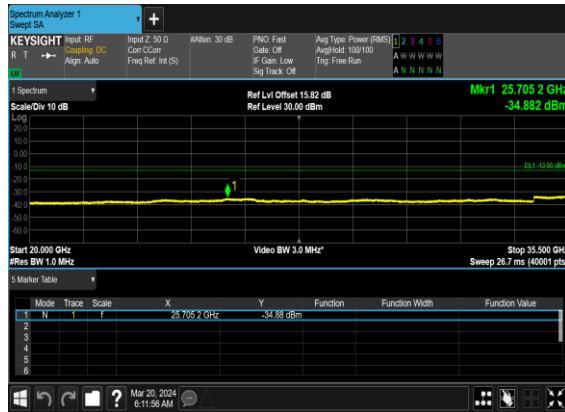 Spectrum Analyzer 1
Swept SA
KEYSIGHT Input: RF Input Z: 50 Ω #Atten: 30 dB PNO: Fast Avg Type: Power (RMS) 1 2 3 4 5 6
R T Coupling: DC Corr CCorr Gate: Off Avg|Hold: 100/100 A W W W W W
Align: Auto Freq Ref: Int (S) IF Gain: Low Trig: Free Run
Sig Track: Off A N N N N N
1 Spectrum Ref Lvl Offset 15.82 dB Mkr1 25.705 2 GHz
Scale/Div 10 dB Ref Level 30.00 dBm -34.882 dBm
Log
20.0
10.0
0.00
-10.0 DL1 -13.00 dBm
-20.0
-30.0 1
-40.0
-50.0
-60.0
Start 20.000 GHz Video BW 3.0 MHz* Stop 35.500 GHz
#Res BW 1.0 MHz Sweep 26.7 ms (40001 pts)
5 Marker Table
Mode Trace Scale X Y Function Function Width Function Value
1 N 1 f 25.705 2 GHz -34.88 dBm
2
3
4
5
6
Mar 20, 2024
6:11:56 AM